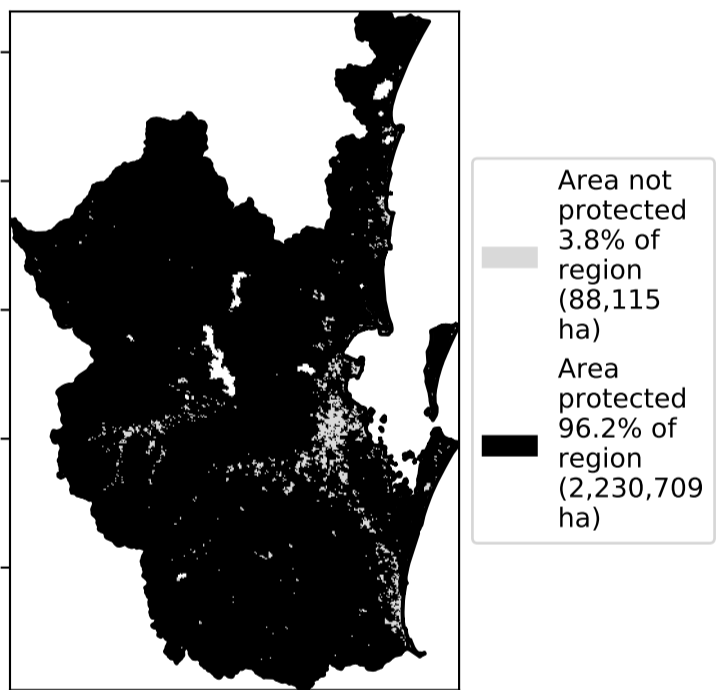 Area not
protected
3.8% of
region
(88,115
ha)
Area
protected
96.2% of
region
(2,230,709
ha)